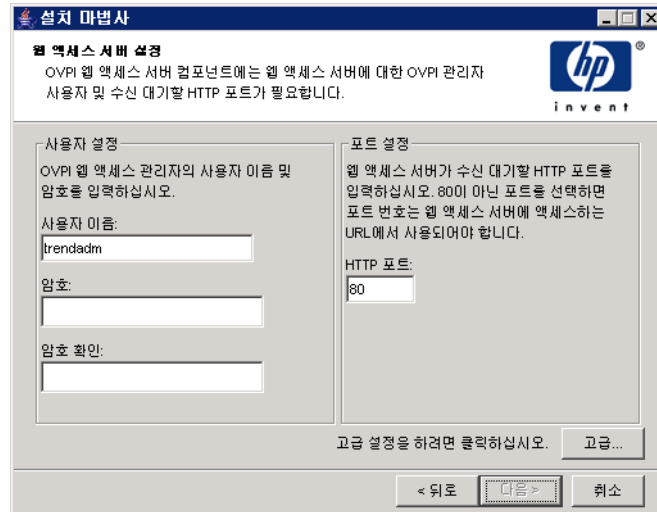 설치 마법사
웹 액세스 서버 설정
OVPI 웹 액세스 서버 컴포넌트에는 웹 액세스 서버에 대한 OVPI 관리자
사용자 및 수신 대기할 HTTP 포트가 필요합니다.
hp
®
invent
사용자 설정
OVPI 웹 액세스 관리자의 사용자 이름 및
암호을 입력하십시오.
사용자 이름:
trendadm
암호:
암호 확인:
포트 설정
웹 액세스 서버가 수신 대기할 HTTP 포트을
입력하십시오. 80이 아닌 포트을 선택하면
포트 번호는 웹 액세스 서버에 액세스하는
URL에서 사용되어야 합니다.
HTTP 포트:
80
고급 설정을 하려면 클릭하십시오.
고급...
< 뒤로
다음 >
취소